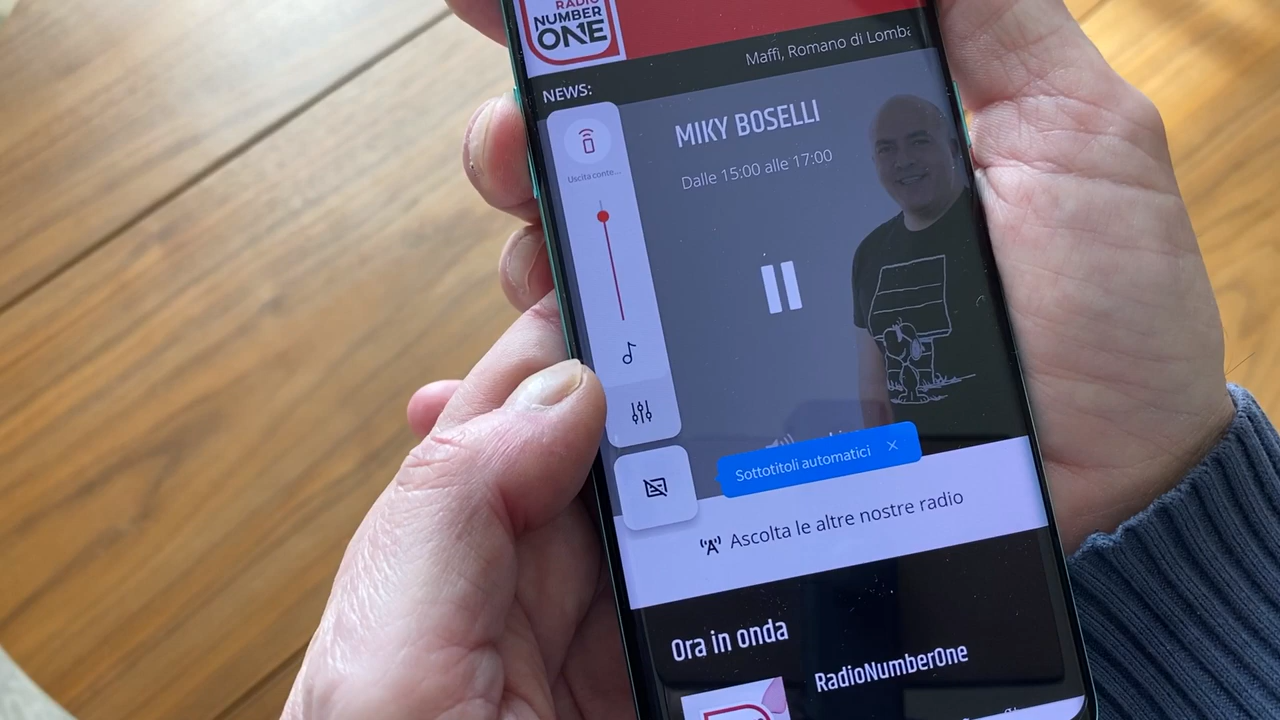 RADIO
NUMBER
ONE
Maffi, Romano di Lomba
NEWS:
MIKY BOSELLI
Dalle 15:00 alle 17:00
Uscita conte...
Sottotitoli automatici
Ascolta le altre nostre radio
Ora in onda
RadioNumberOne